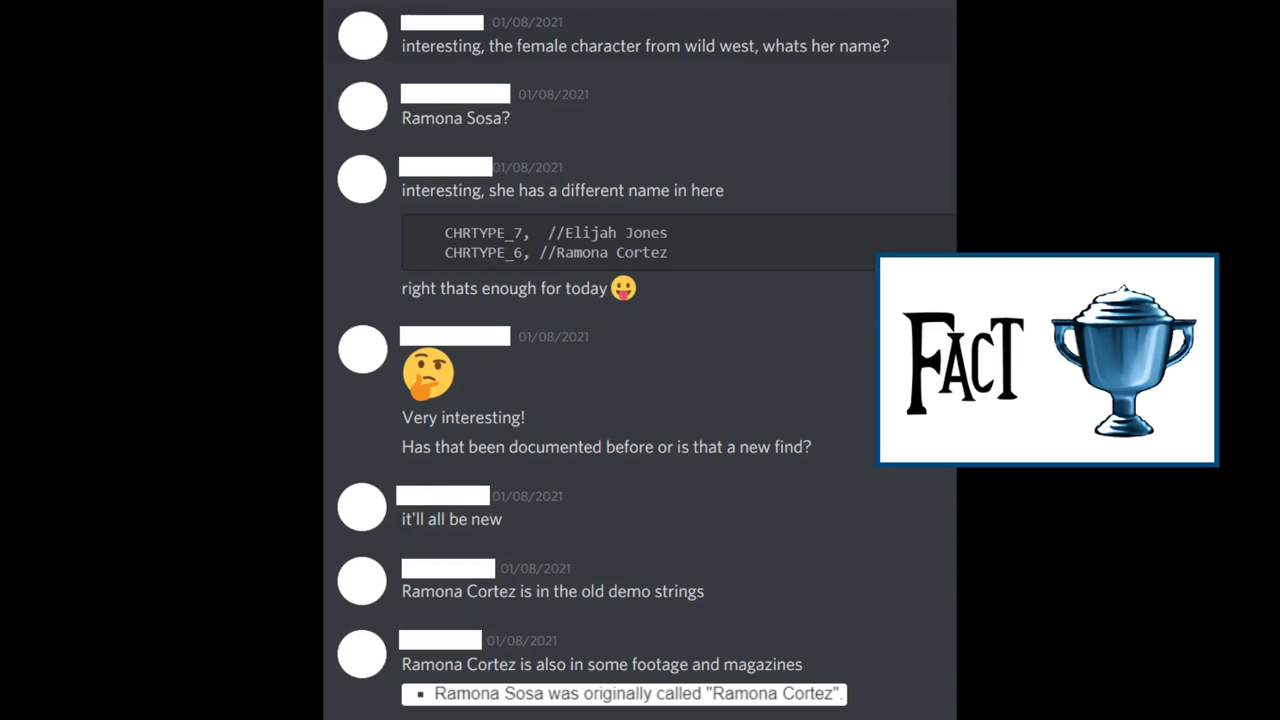 01/08/2021
interesting, the female character from wild west, whats her name?
01/08/2021
Ramona Sosa?
01/08/2021
interesting, she has a different name in here
CHRTYPE_7,  //Elijah Jones
CHRTYPE_6, //Ramona Cortez
right thats enough for today 😛
01/08/2021
🤔
Very interesting!
Has that been documented before or is that a new find?
01/08/2021
it'll all be new
01/08/2021
Ramona Cortez is in the old demo strings
01/08/2021
Ramona Cortez is also in some footage and magazines
▪ Ramona Sosa was originally called "Ramona Cortez".
FACT